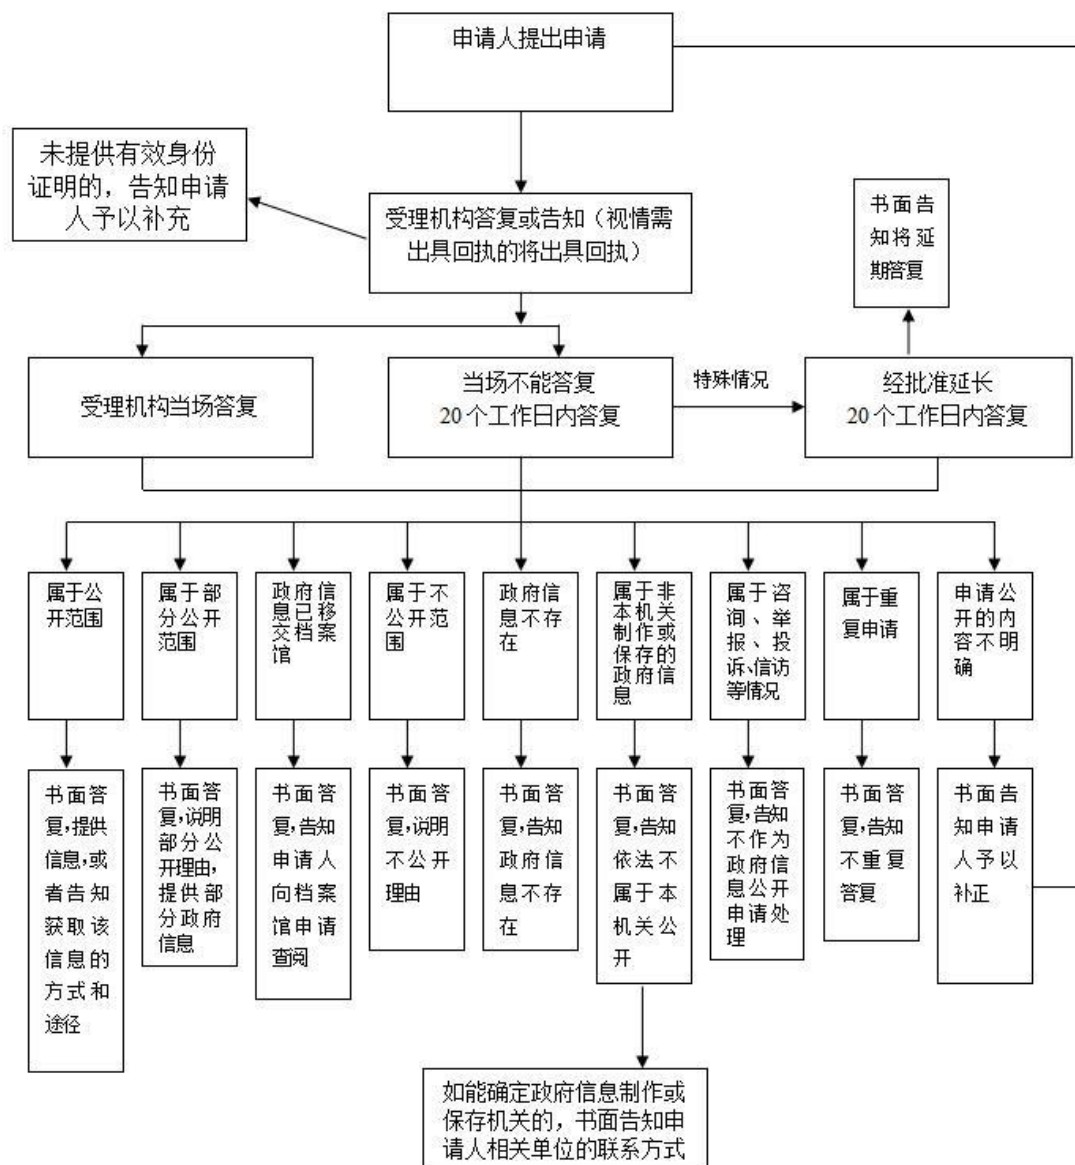 申请人提出申请
未提供有效身份
证明的，告知申请
人予以补充
受理机构答复或告知（视情需
出具回执的将出具回执）
书面告
知将延
期答复
受理机构当场答复
当场不能答复
20个工作日内答复
特殊情况
经批准延长
20个工作日内答复
属于公
开范围
属于部
分公开
范围
政府信
息已移
交档案
馆
属于不
公开范
围
政府信
息不存
在
属于非
本机关
制作或
保存的
政府信
息
属于咨
询、举
报、投
诉、信访
等情况
属于重
复申请
申请公
开的内
容不明
确
书面答
复，提供
信息，或
者告知
获取该
信息的
方式和
途径
书面答
复，说明
部分公
开理由，
提供部
分政府
信息
书面答
复，告知
申请人
向档案
馆申请
查阅
书面答
复，说明
不公开
理由
书面答
复，告知
政府信
息不存
在
书面答
复，告知
依法不
属于本
机关公
开
书面答
复，告知
不作为
政府信
息公开
申请处
理
书面答
复，告知
不重复
答复
书面告
知申请
人予以
补正
如能确定政府信息制作或
保存机关的，书面告知申
请人相关单位的联系方式